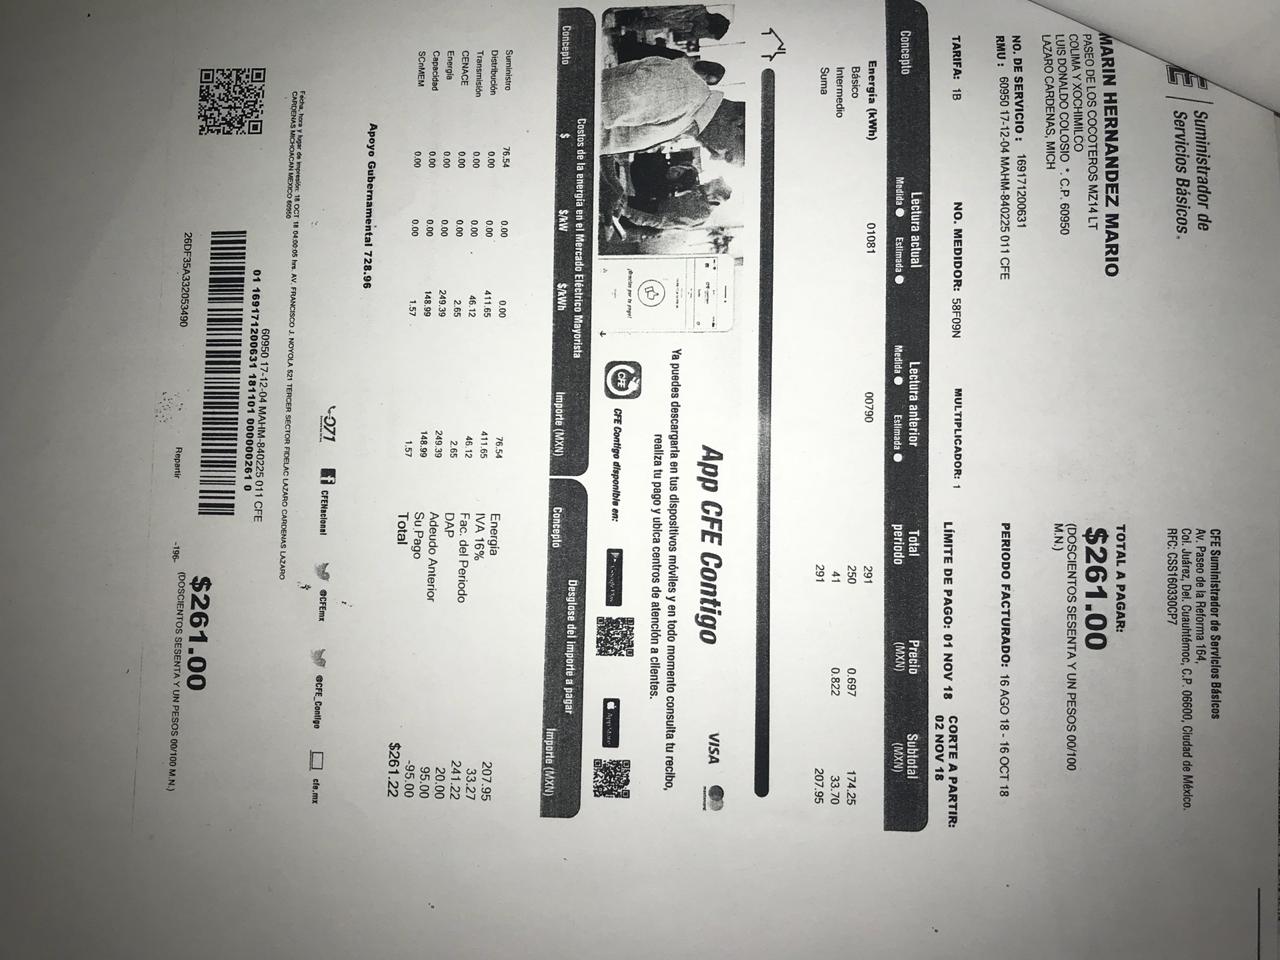 E Suministrador de
Servicios Básicos.
CFE Suministrador de Servicios Básicos
Av. Paseo de la Reforma 164,
Col. Juárez, Del. Cuauhtémoc, C.P. 06600, Ciudad de México.
RFC: CSS160330CP7
MARIN HERNANDEZ MARIO
PASEO DE LOS COCOTEROS MZ14 LT
COLIMA Y XOCHIMILCO
LUIS DONALDO COLOSIO *. C.P. 60950
LAZARO CARDENAS, MICH
TOTAL A PAGAR:
$261.00
(DOSCIENTOS SESENTA Y UN PESOS 00/100
M.N.)
NO. DE SERVICIO : 169171200631
RMU : 60950 17-12-04 MAHM-840225 011 CFE
PERIODO FACTURADO: 16 AGO 18 - 16 OCT 18
TARIFA: 1B NO. MEDIDOR: 58F09N MULTIPLICADOR: 1
LÍMITE DE PAGO: 01 NOV 18 CORTE A PARTIR:
02 NOV 18
Concepto Lectura actual Lectura anterior Total periodo Precio (MXN) Subtotal (MXN)
Medida Estimada Medida Estimada
Energía (kWh) 01081 00790 291
Básico 250 0.697 174.25
Intermedio 41 0.822 33.70
Suma 291 207.95
App CFE Contigo VISA mastercard
Ya puedes descargarla en tus dispositivos móviles y en todo momento consulta tu recibo,
realiza tu pago y ubica centros de atención a clientes.
¡Gracias por tu pago!
CFE CFE Contigo disponible en: Google Play App Store
Costos de la energía en el Mercado Eléctrico Mayorista
Concepto $ $/kW $/kWh Importe (MXN)
Suministro 76.54 0.00 0.00 76.54
Distribución 0.00 0.00 411.65 411.65
Transmisión 0.00 0.00 46.12 46.12
CENACE 0.00 0.00 2.65 2.65
Energía 0.00 0.00 249.39 249.39
Capacidad 0.00 0.00 148.99 148.99
SCnMEM 0.00 0.00 1.57 1.57
Desglose del importe a pagar
Concepto Importe (MXN)
Energía 207.95
IVA 16% 33.27
Fac. del Periodo 241.22
DAP 20.00
Adeudo Anterior 95.00
Su Pago -95.00
Total $261.22
Apoyo Gubernamental 728.96
071 CFENacional @CFEmx @CFE_Contigo cfe.mx
Fecha, hora y lugar de impresión: 18 OCT 18 04:00:05 hrs. AV. FRANCISCO J. NOYOLA 521 TERCER SECTOR FIDELAC LAZARO CARDENAS LAZARO
CARDENAS MICHOACAN MEXICO 60950
60950 17-12-04 MAHM-840225 011 CFE
01 169171200631 181101 000000261 0
26DF35A332053490
Repartir
-196-
$261.00
(DOSCIENTOS SESENTA Y UN PESOS 00/100 M.N.)